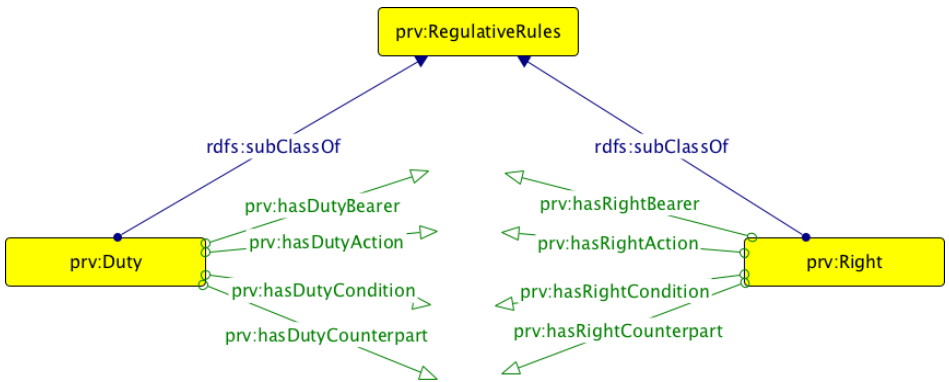 prv:RegulativeRules
rdfs:subClassOf
rdfs:subClassOf
prv:hasDutyBearer
prv:hasRightBearer
prv:hasDutyAction
prv:hasRightAction
prv:Duty
prv:Right
prv:hasDutyCondition
prv:hasRightCondition
prv:hasDutyCounterpart
prv:hasRightCounterpart